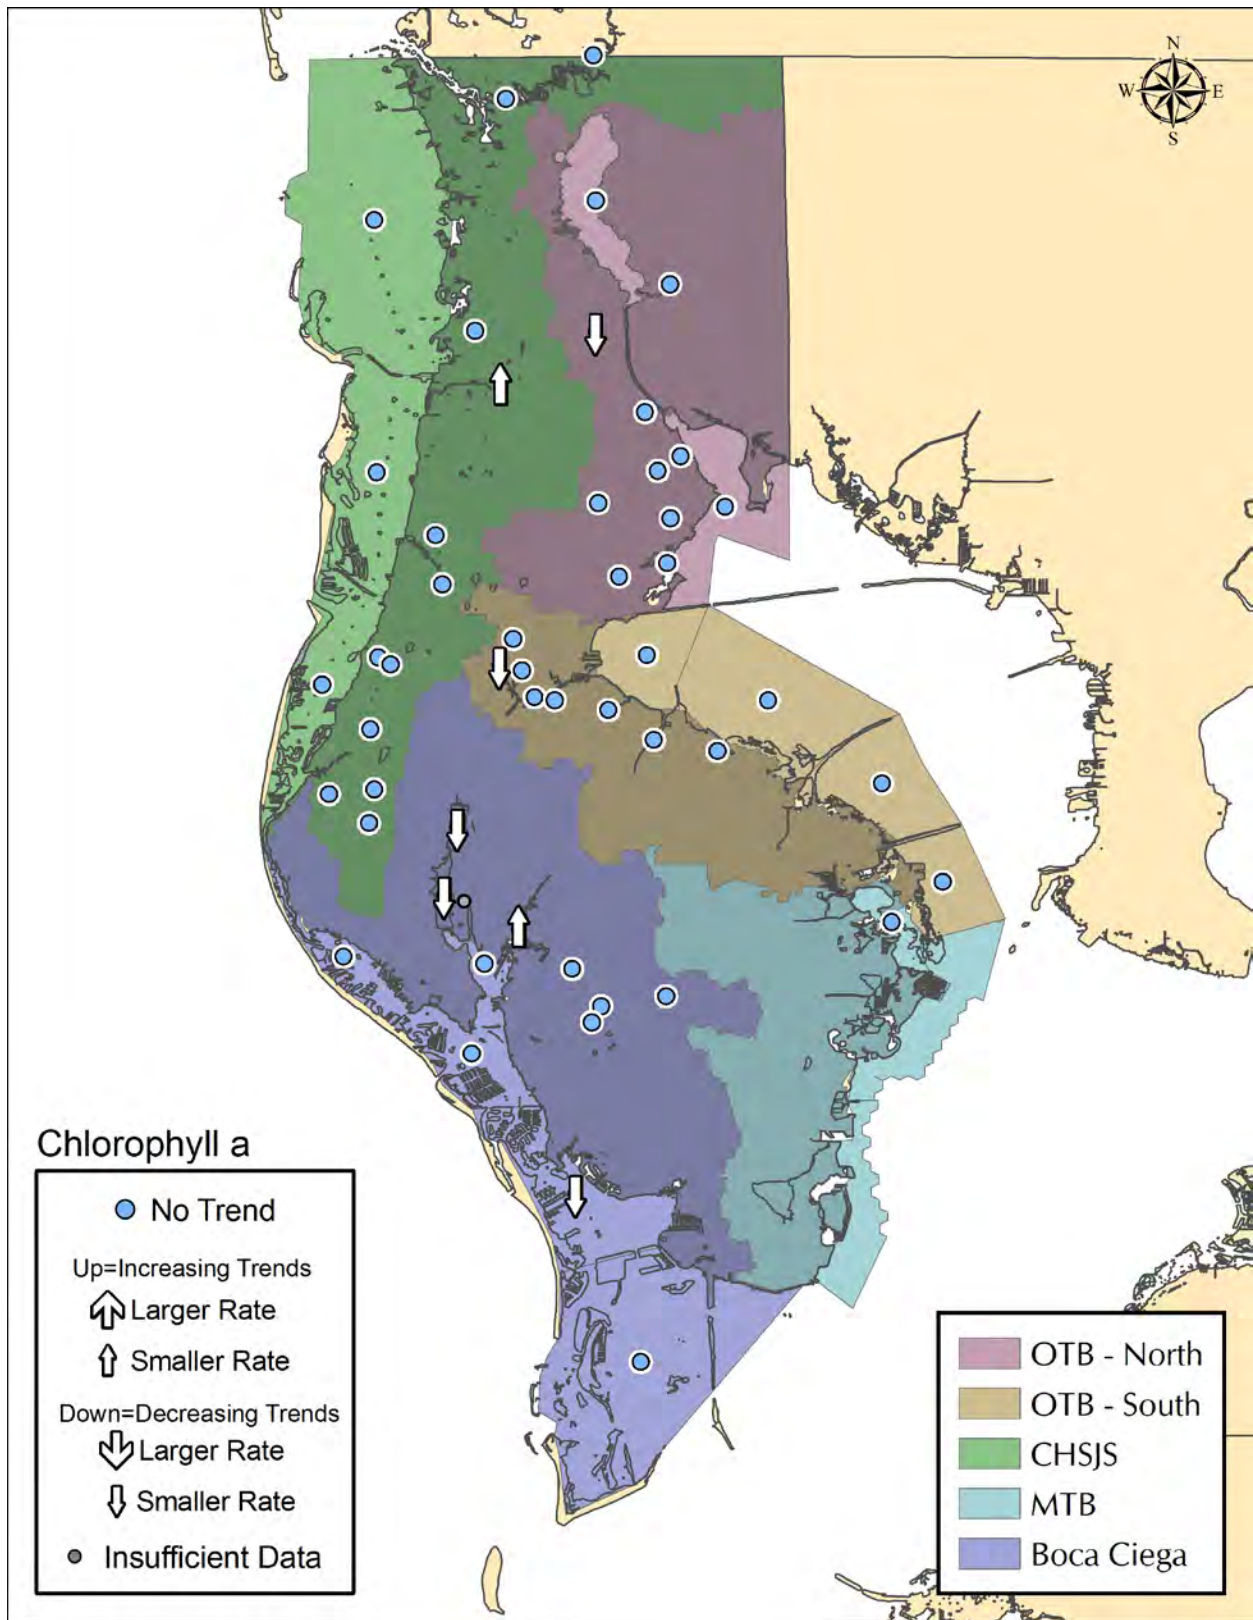 N
W E
S
Chlorophyll a
No Trend
Up=Increasing Trends
Larger Rate
Smaller Rate
Down=Decreasing Trends
Larger Rate
Smaller Rate
Insufficient Data
OTB - North
OTB - South
CHSJS
MTB
Boca Ciega